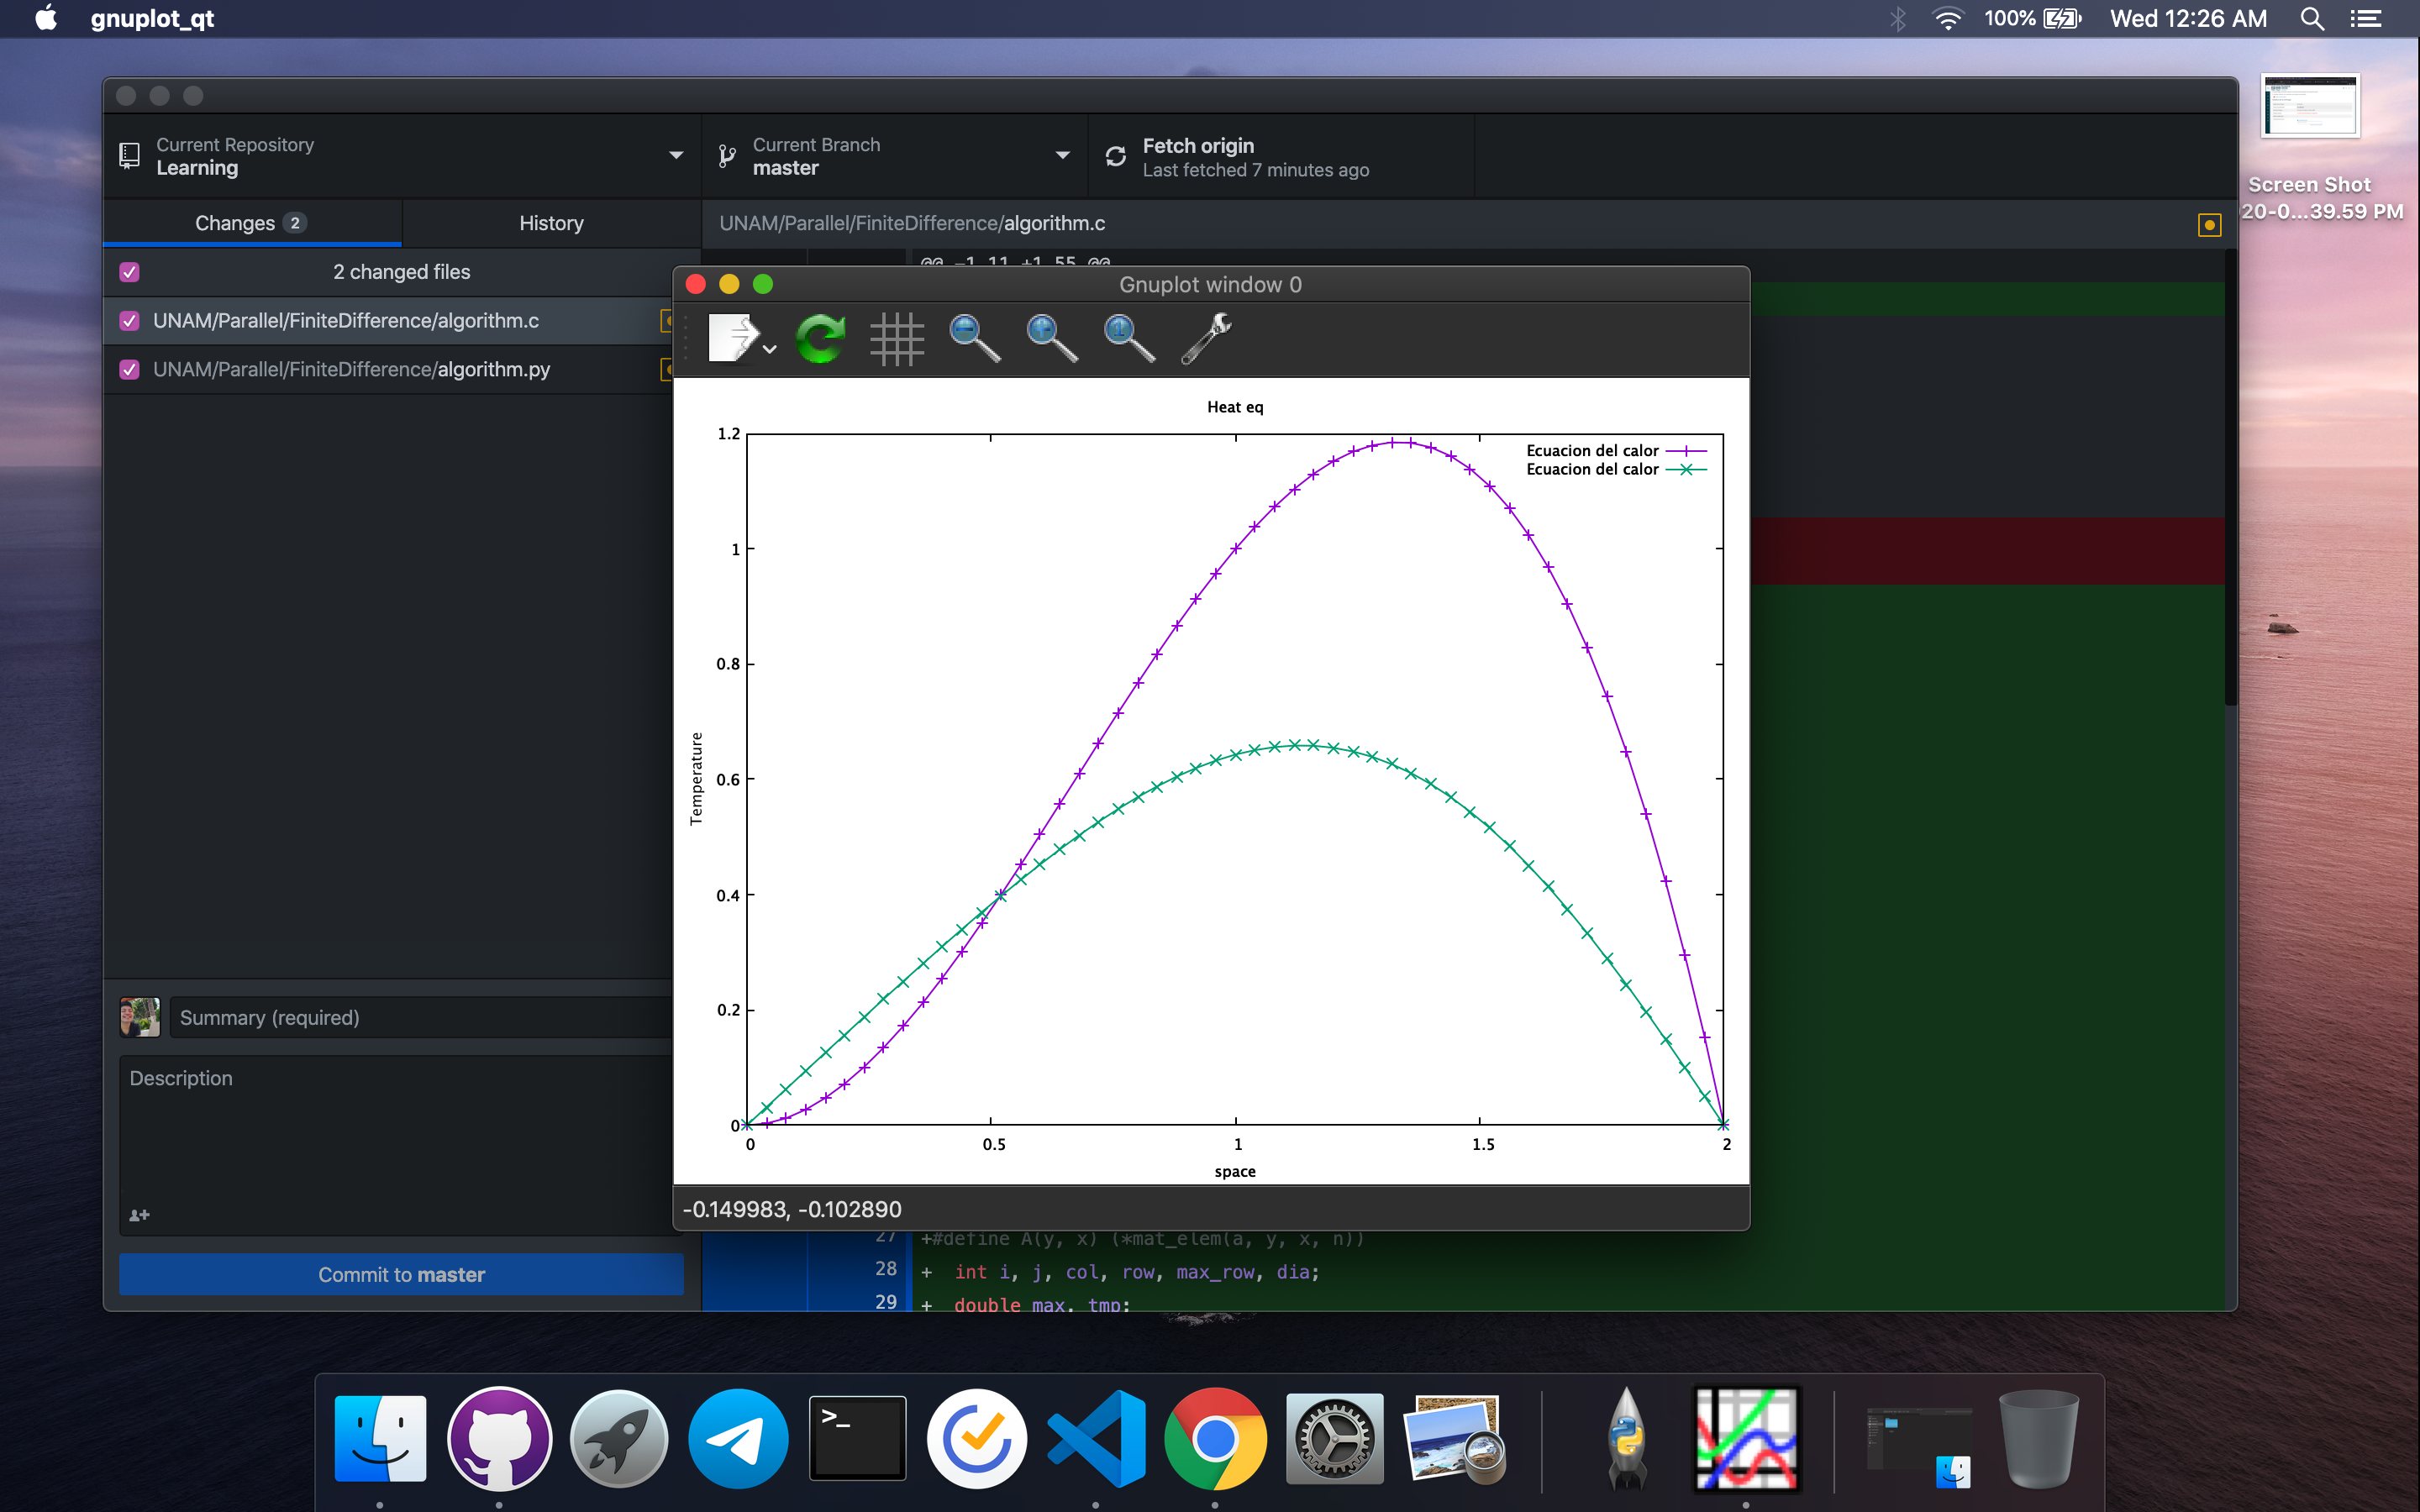 gnuplot_qt
100%
Wed 12:26 AM
Current Repository
Learning
Current Branch
master
Fetch origin
Last fetched 7 minutes ago
Screen Shot
20-0...39.59 PM
Changes 2
History
UNAM/Parallel/FiniteDifference/algorithm.c
2 changed files
@@ -1,11 +1,55 @@
UNAM/Parallel/FiniteDifference/algorithm.c
UNAM/Parallel/FiniteDifference/algorithm.py
Gnuplot window 0
Heat eq
Ecuacion del calor
Ecuacion del calor
1.2
1
0.8
0.6
0.4
0.2
0
Temperature
0 0.5 1 1.5 2
space
-0.149983, -0.102890
Summary (required)
Description
Commit to master
27 +#define A(y, x) (*mat_elem(a, y, x, n))
28 + int i, j, col, row, max_row, dia;
29 + double max, tmp;
>_